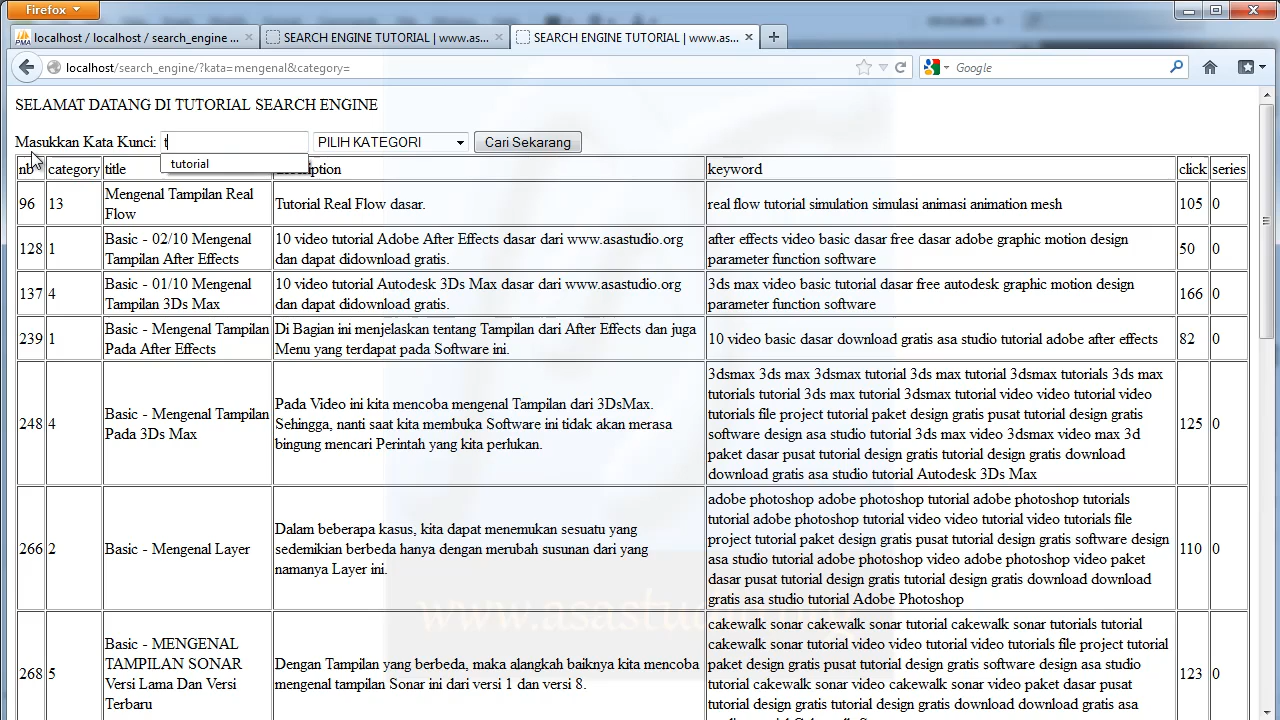 Firefox
localhost / localhost / search_engine ...
SEARCH ENGINE TUTORIAL | www.as...
SEARCH ENGINE TUTORIAL | www.as...
localhost/search_engine/?kata=mengenal&category=
Google
SELAMAT DATANG DI TUTORIAL SEARCH ENGINE
Masukkan Kata Kunci: t PILIH KATEGORI Cari Sekarang
tutorial
category title keyword click series
96 13 Mengenal Tampilan Real Flow Tutorial Real Flow dasar. real flow tutorial simulation simulasi animasi animation mesh 105 0
128 1 Basic - 02/10 Mengenal Tampilan After Effects 10 video tutorial Adobe After Effects dasar dari www.asastudio.org dan dapat didownload gratis. after effects video basic dasar free dasar adobe graphic motion design parameter function software 50 0
137 4 Basic - 01/10 Mengenal Tampilan 3Ds Max 10 video tutorial Autodesk 3Ds Max dasar dari www.asastudio.org dan dapat didownload gratis. 3ds max video basic tutorial dasar free autodesk graphic motion design parameter function software 166 0
239 1 Basic - Mengenal Tampilan Pada After Effects Di Bagian ini menjelaskan tentang Tampilan dari After Effects dan juga Menu yang terdapat pada Software ini. 10 video basic dasar download gratis asa studio tutorial adobe after effects 82 0
248 4 Basic - Mengenal Tampilan Pada 3Ds Max Pada Video ini kita mencoba mengenal Tampilan dari 3DsMax. Sehingga, nanti saat kita membuka Software ini tidak akan merasa bingung mencari Perintah yang kita perlukan. 3dsmax 3ds max 3dsmax tutorial 3ds max tutorial 3dsmax tutorials 3ds max tutorials tutorial 3ds max tutorial 3dsmax tutorial video video tutorial video tutorials file project tutorial paket design gratis pusat tutorial design gratis software design asa studio tutorial 3ds max video 3dsmax video max 3d paket dasar pusat tutorial design gratis tutorial design gratis download download gratis asa studio tutorial Autodesk 3Ds Max 125 0
266 2 Basic - Mengenal Layer Dalam beberapa kasus, kita dapat menemukan sesuatu yang sedemikian berbeda hanya dengan merubah susunan dari yang namanya Layer ini. adobe photoshop adobe photoshop tutorial adobe photoshop tutorials tutorial adobe photoshop tutorial video video tutorial video tutorials file project tutorial paket design gratis pusat tutorial design gratis software design asa studio tutorial adobe photoshop video adobe photoshop video paket dasar pusat tutorial design gratis tutorial design gratis download download gratis asa studio tutorial Adobe Photoshop 110 0
268 5 Basic - MENGENAL TAMPILAN SONAR Versi Lama Dan Versi Terbaru Dengan Tampilan yang berbeda, maka alangkah baiknya kita mencoba mengenal tampilan Sonar ini dari versi 1 dan versi 8. cakewalk sonar cakewalk sonar tutorial cakewalk sonar tutorials tutorial cakewalk sonar tutorial video video tutorial video tutorials file project tutorial paket design gratis pusat tutorial design gratis software design asa studio tutorial cakewalk sonar video cakewalk sonar video paket dasar pusat tutorial design gratis tutorial design gratis download download gratis 123 0